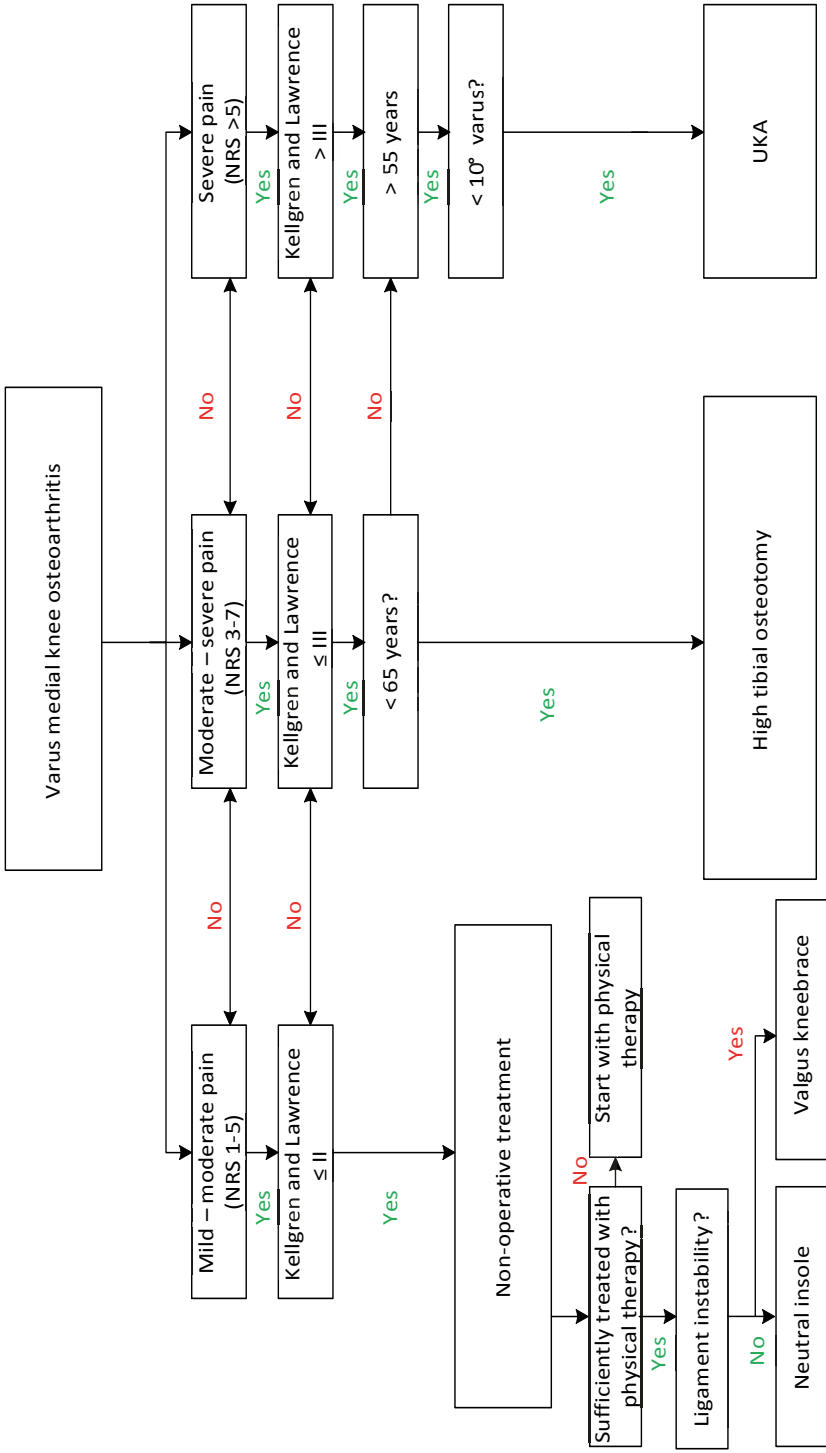 Varus medial knee osteoarthritis
Mild – moderate pain
(NRS 1-5)
No
Moderate – severe pain
(NRS 3-7)
No
Severe pain
(NRS >5)
Yes
Yes
Yes
Kellgren and Lawrence
≤ II
No
Kellgren and Lawrence
≤ III
No
Kellgren and Lawrence
> III
Yes
Yes
Yes
< 65 years?
No
> 55 years
Yes
< 10° varus?
Yes
Yes
Non-operative treatment
Sufficiently treated with
physical therapy?
No
Start with physical
therapy
Yes
Ligament instability?
No
Yes
Neutral insole
Valgus kneebrace
High tibial osteotomy
UKA